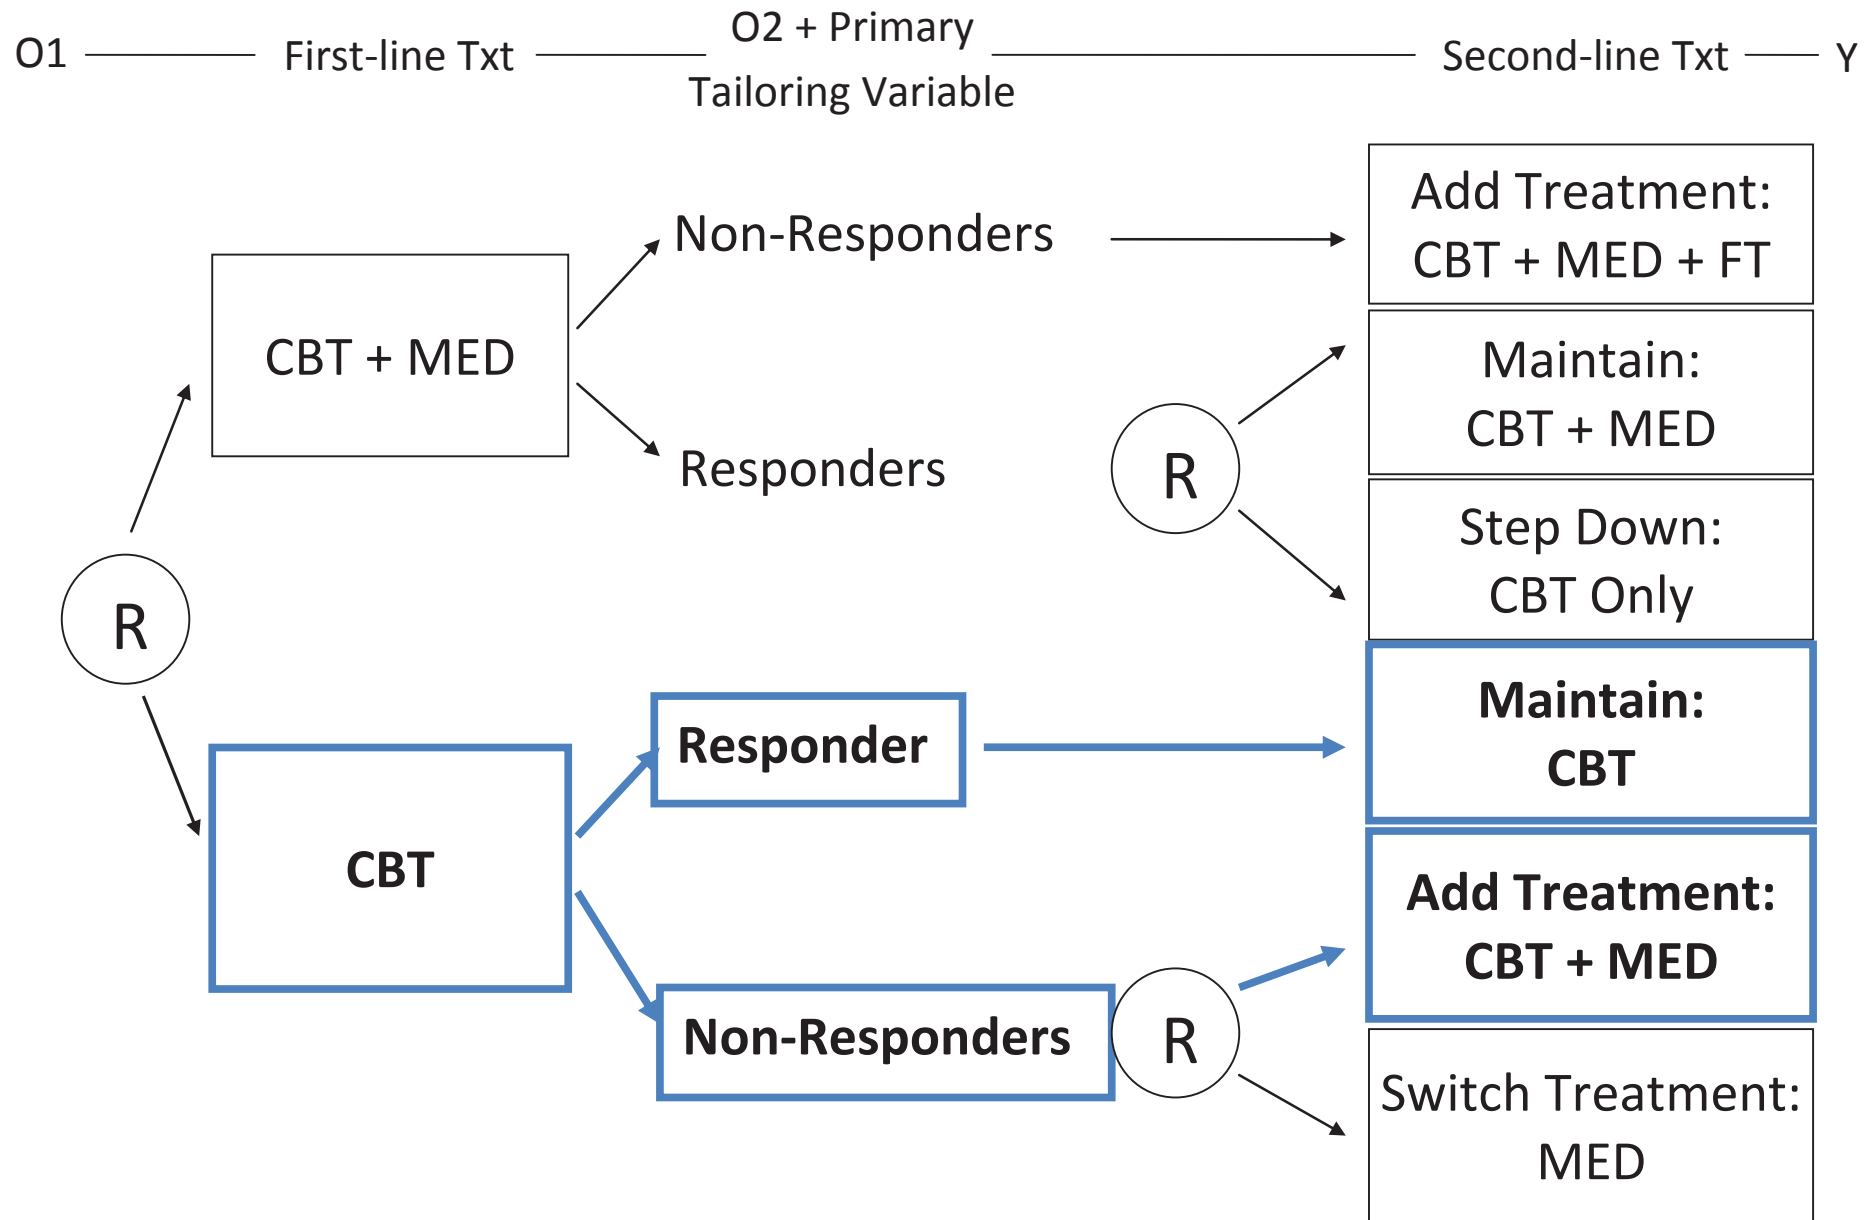 O1
First-line Txt
O2 + Primary
Tailoring Variable
Second-line Txt
Y
Non-Responders
Add Treatment:
CBT + MED + FT
CBT + MED
Maintain:
CBT + MED
Responders
R
Step Down:
CBT Only
R
Responder
Maintain:
CBT
CBT
Add Treatment:
CBT + MED
Non-Responders
R
Switch Treatment:
MED